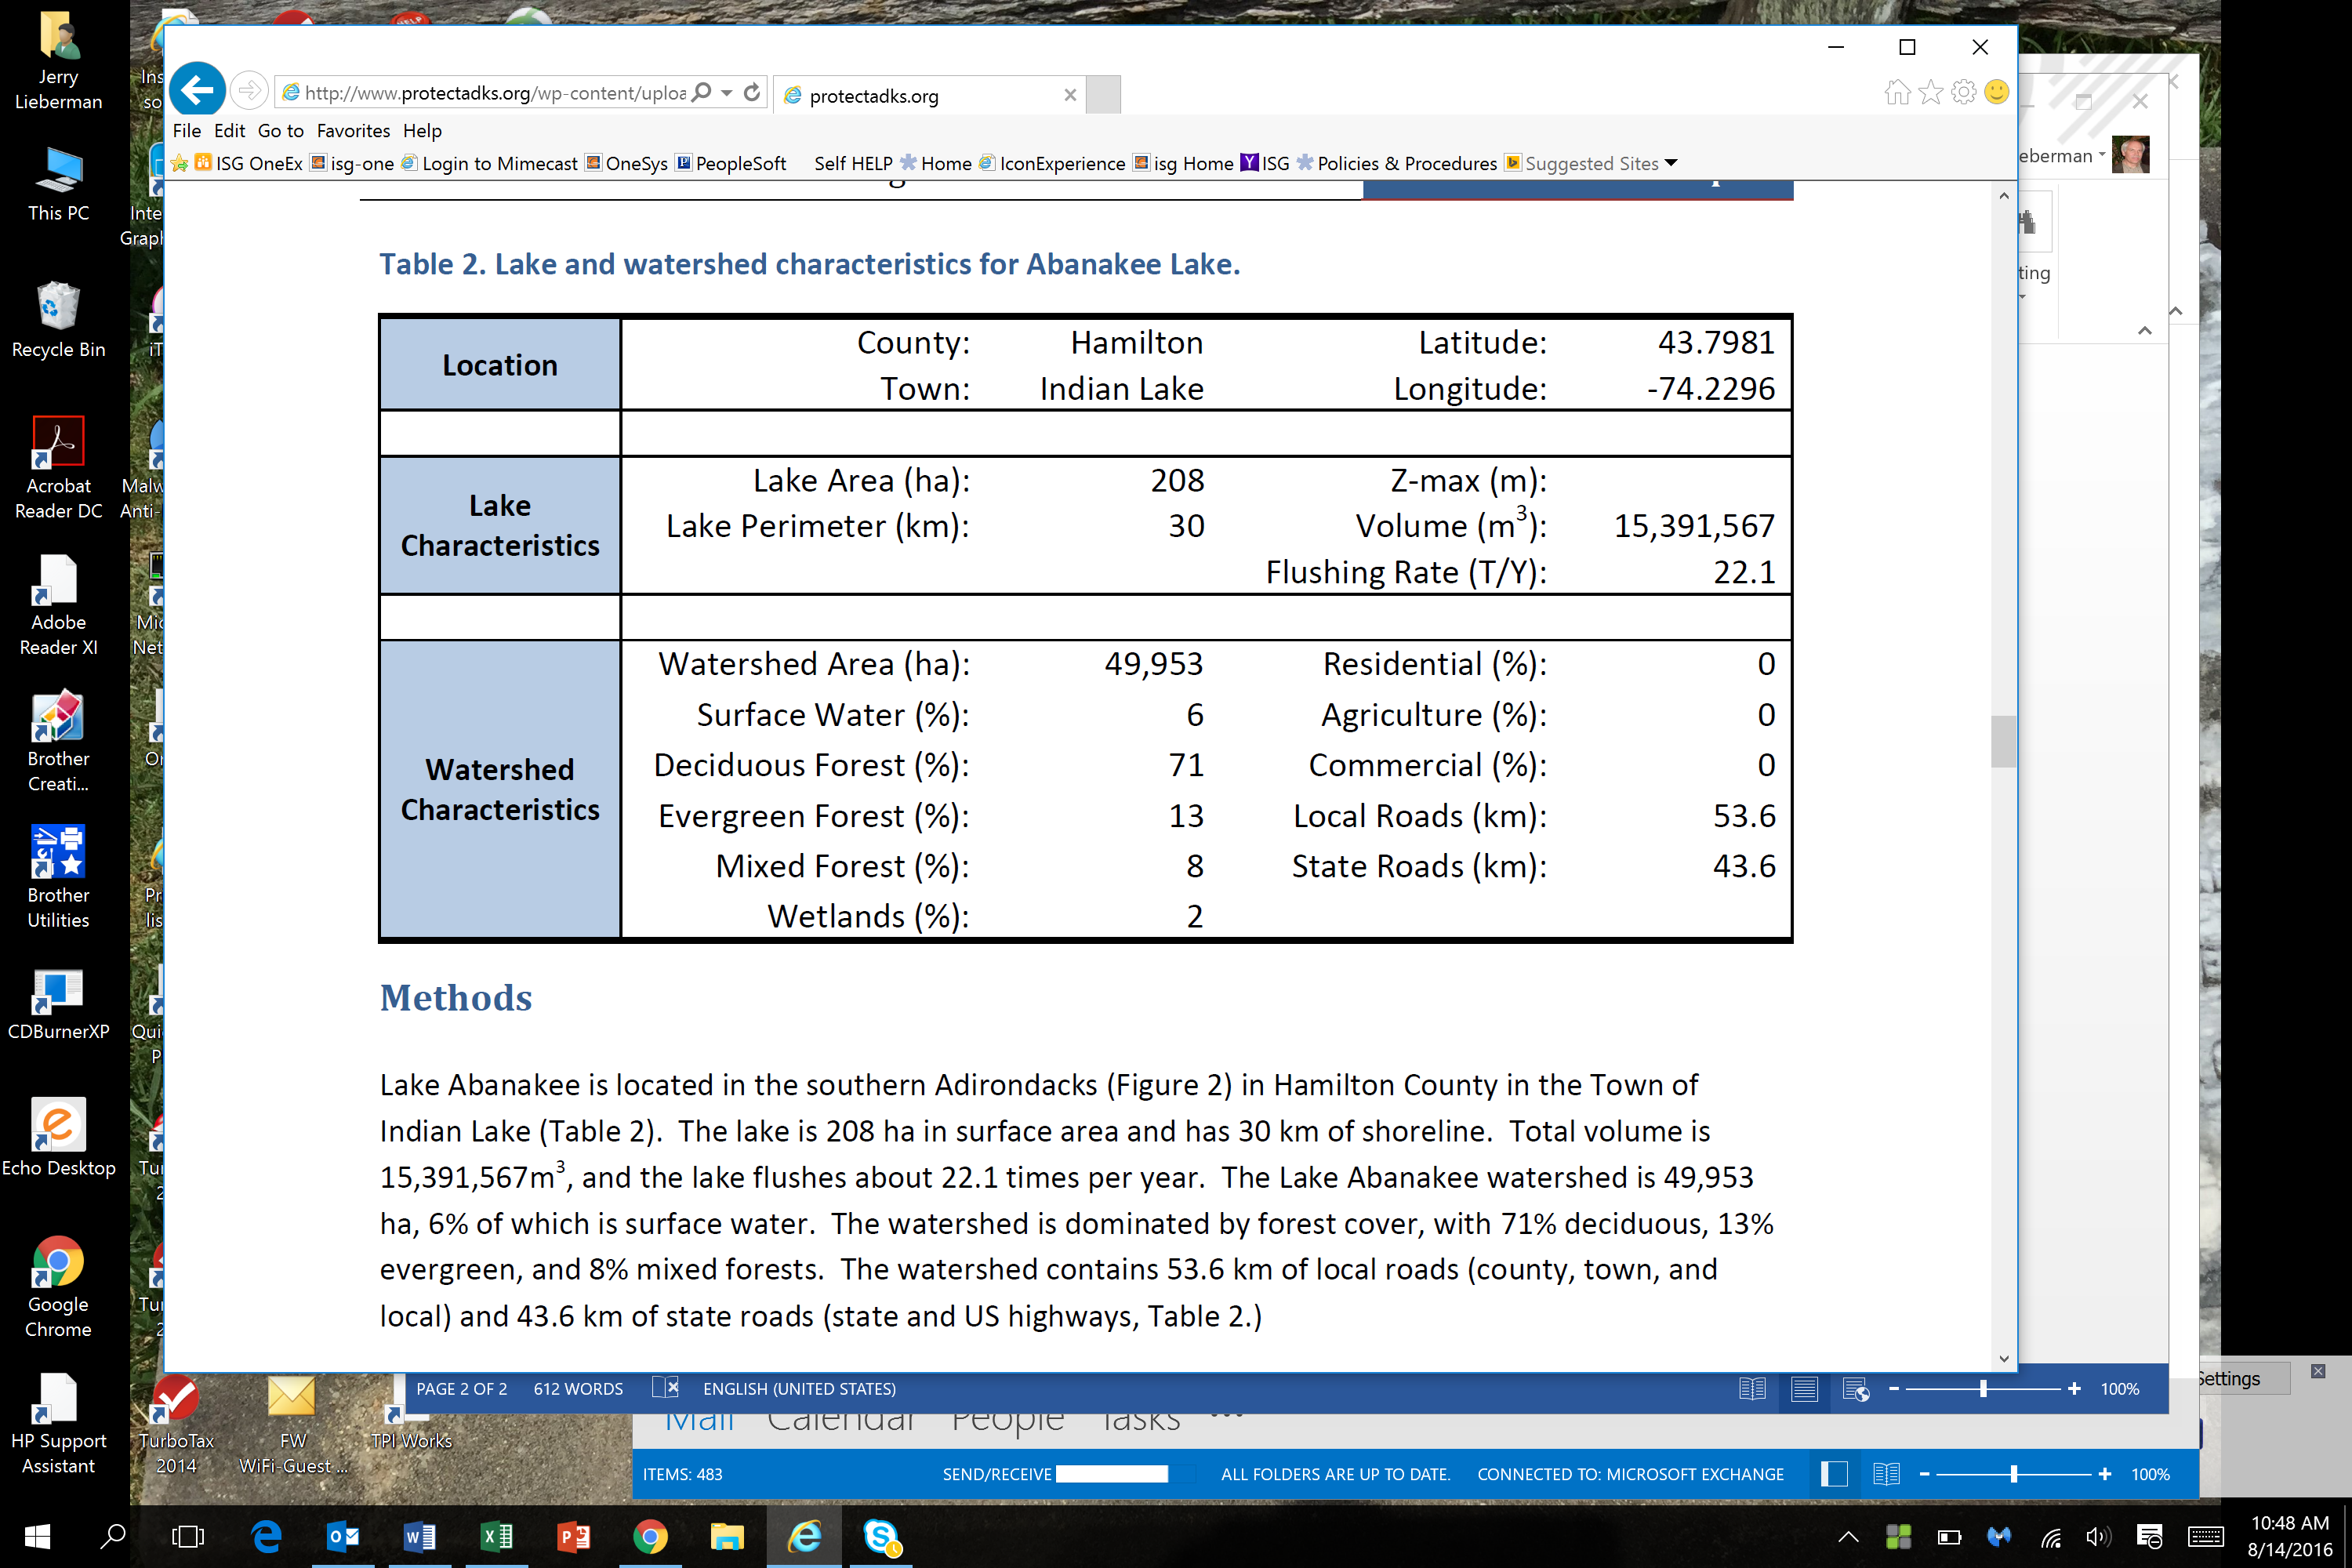 Jerry
Lieberman
This PC
Recycle Bin
Acrobat
Reader DC
Adobe
Reader XI
Brother
Creati...
Brother
Utilities
CDBurnerXP
Echo Desktop
Google
Chrome
HP Support
Assistant
TurboTax
2014
FW
WiFi-Guest ...
TPI Works
http://www.protectadks.org/wp-content/uploa
protectadks.org
File Edit Go to Favorites Help
ISG OneEx isg-one Login to Mimecast OneSys PeopleSoft Self HELP Home IconExperience isg Home ISG Policies & Procedures Suggested Sites
Table 2. Lake and watershed characteristics for Abanakee Lake.
Location
County: Hamilton Latitude: 43.7981
Town: Indian Lake Longitude: -74.2296
Lake
Characteristics
Lake Area (ha): 208 Z-max (m):
Lake Perimeter (km): 30 Volume (m³): 15,391,567
Flushing Rate (T/Y): 22.1
Watershed
Characteristics
Watershed Area (ha): 49,953 Residential (%): 0
Surface Water (%): 6 Agriculture (%): 0
Deciduous Forest (%): 71 Commercial (%): 0
Evergreen Forest (%): 13 Local Roads (km): 53.6
Mixed Forest (%): 8 State Roads (km): 43.6
Wetlands (%): 2
Methods
Lake Abanakee is located in the southern Adirondacks (Figure 2) in Hamilton County in the Town of
Indian Lake (Table 2). The lake is 208 ha in surface area and has 30 km of shoreline. Total volume is
15,391,567m³, and the lake flushes about 22.1 times per year. The Lake Abanakee watershed is 49,953
ha, 6% of which is surface water. The watershed is dominated by forest cover, with 71% deciduous, 13%
evergreen, and 8% mixed forests. The watershed contains 53.6 km of local roads (county, town, and
local) and 43.6 km of state roads (state and US highways, Table 2.)
eberman
ting
Settings
PAGE 2 OF 2 612 WORDS ENGLISH (UNITED STATES) 100%
Mail Calendar People Tasks ...
ITEMS: 483 SEND/RECEIVE ALL FOLDERS ARE UP TO DATE. CONNECTED TO: MICROSOFT EXCHANGE 100%
10:48 AM
8/14/2016